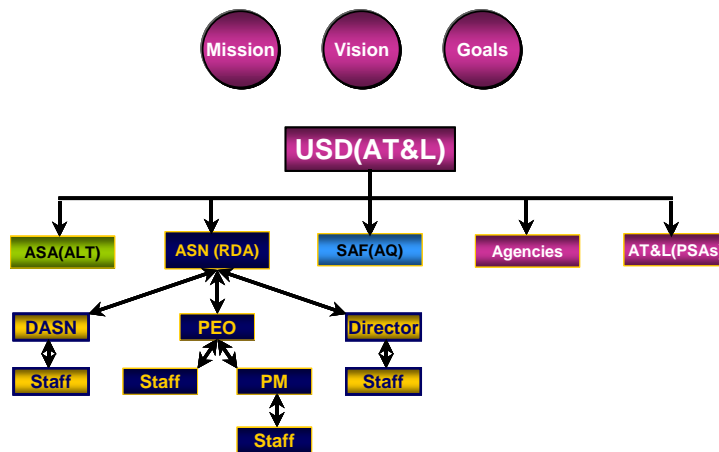 Mission
Vision
Goals
USD(AT&L)
ASA(ALT)
ASN (RDA)
SAF(AQ)
Agencies
AT&L(PSAs
DASN
PEO
Director
Staff
Staff
PM
Staff
Staff